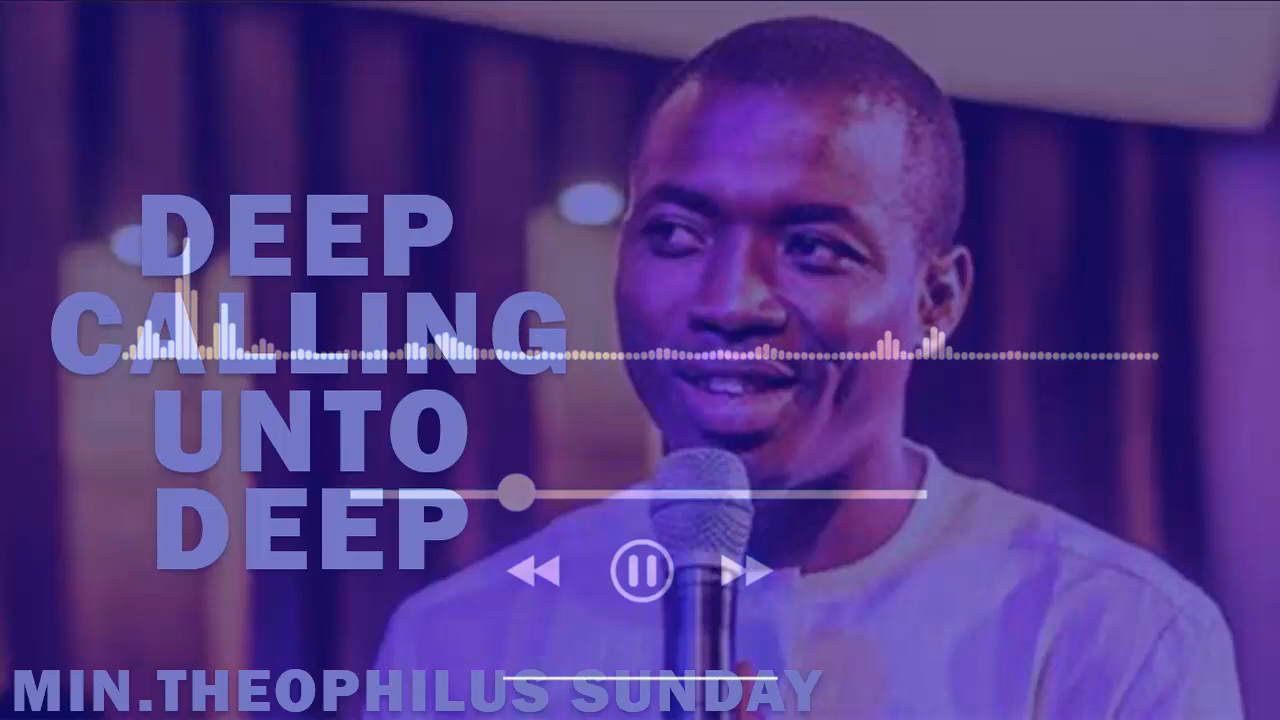 DEEP
CALLING
UNTO
DEEP
MIN.THEOPHILUS SUNDAY